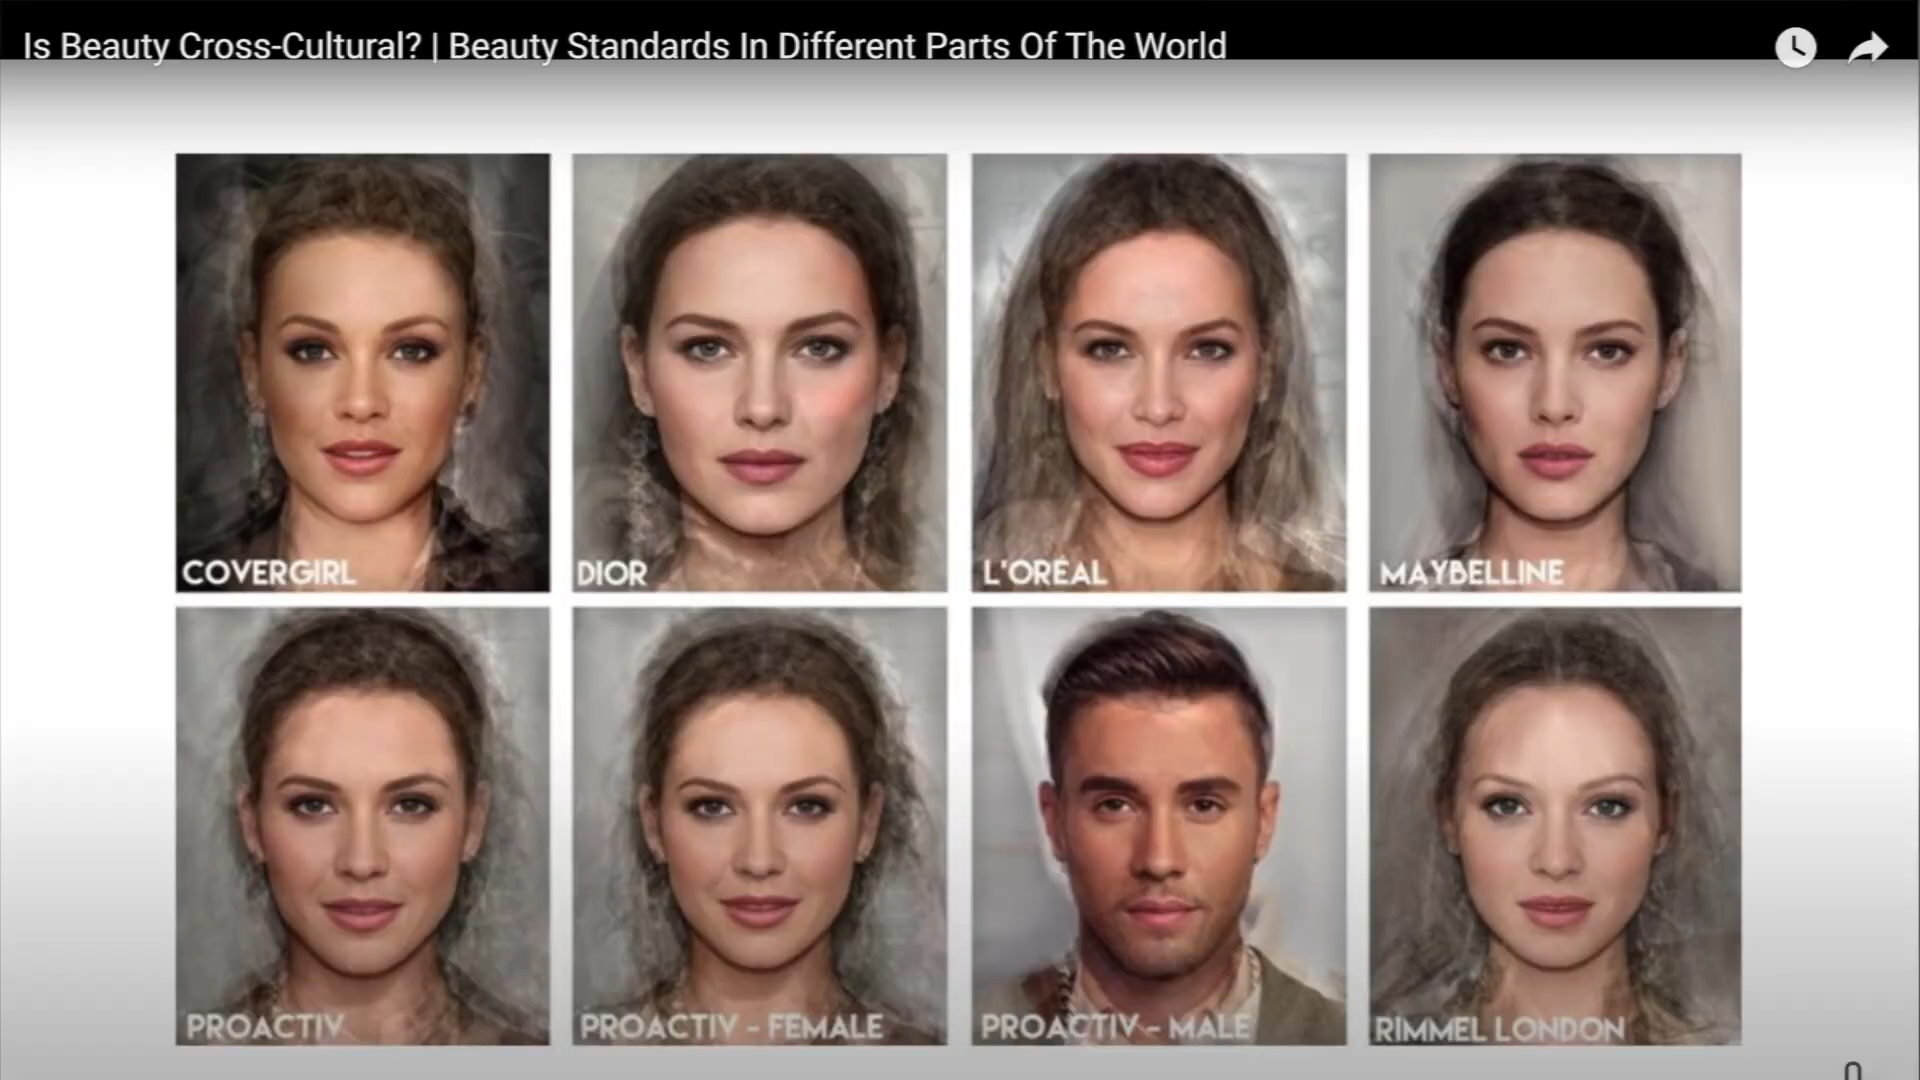 Is Beauty Cross-Cultural? | Beauty Standards In Different Parts Of The World
COVERGIRL
DIOR
L'ORÉAL
MAYBELLINE
PROACTIV
PROACTIV - FEMALE
PROACTIV - MALE
RIMMEL LONDON